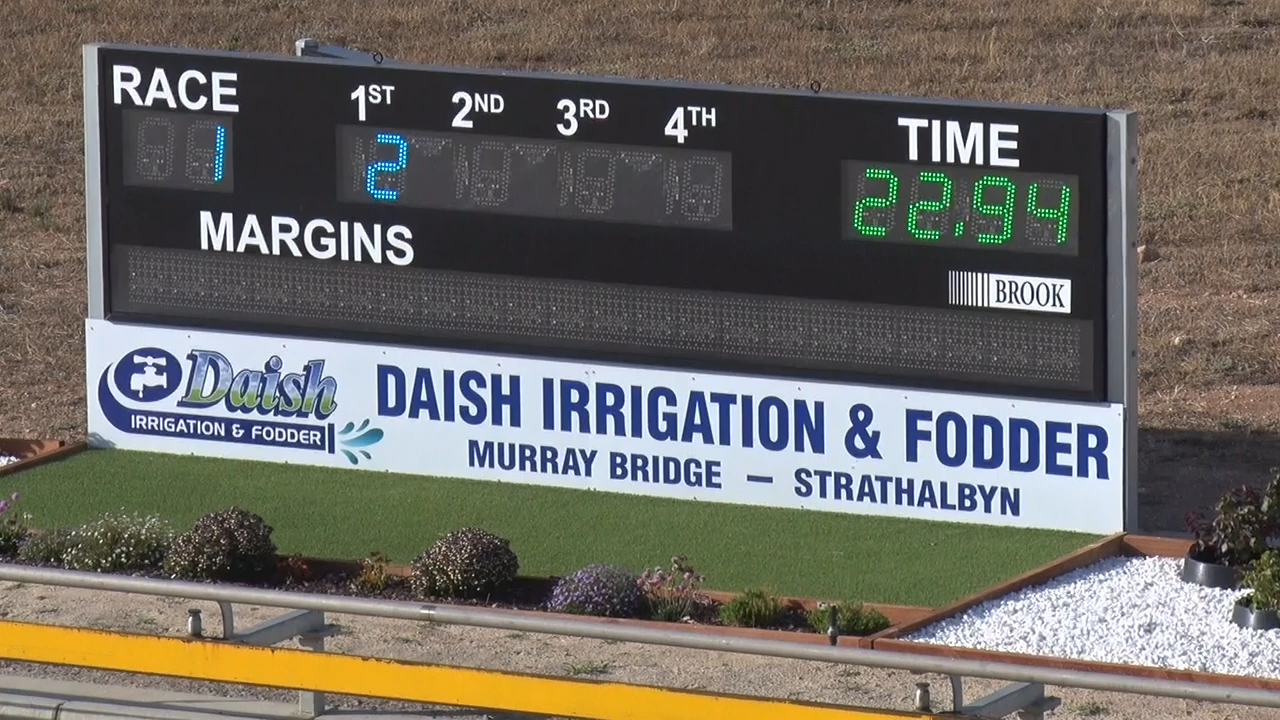 RACE 1ST 2ND 3RD 4TH TIME
1 2 22.94
MARGINS
BROOK
Daish
IRRIGATION & FODDER
DAISH IRRIGATION & FODDER
MURRAY BRIDGE — STRATHALBYN